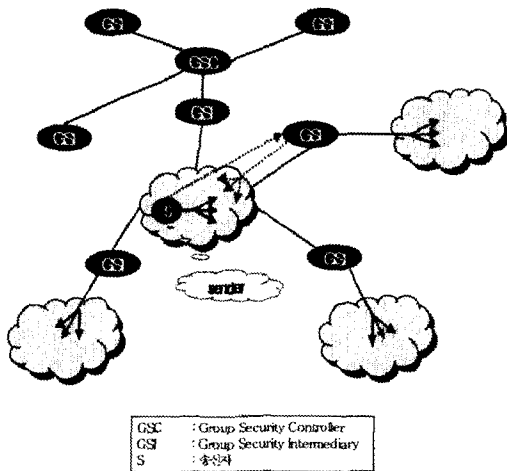 GSI
GSI
GSC
GSI
GSI
GSI
S
GSI
GSI
sender
GSC : Group Security Controller
GSI : Group Security Intermediary
S : 송신자